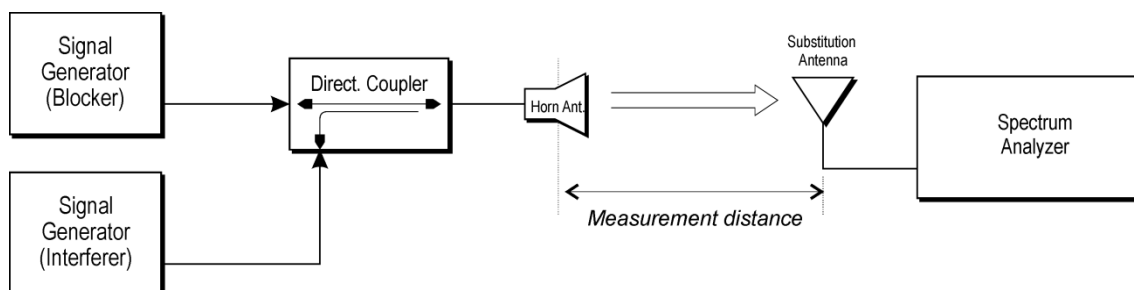 Signal
Generator
(Blocker)
Direct. Coupler
Horn Ant.
Substitution
Antenna
Spectrum
Analyzer
Signal
Generator
(Interferer)
Measurement distance